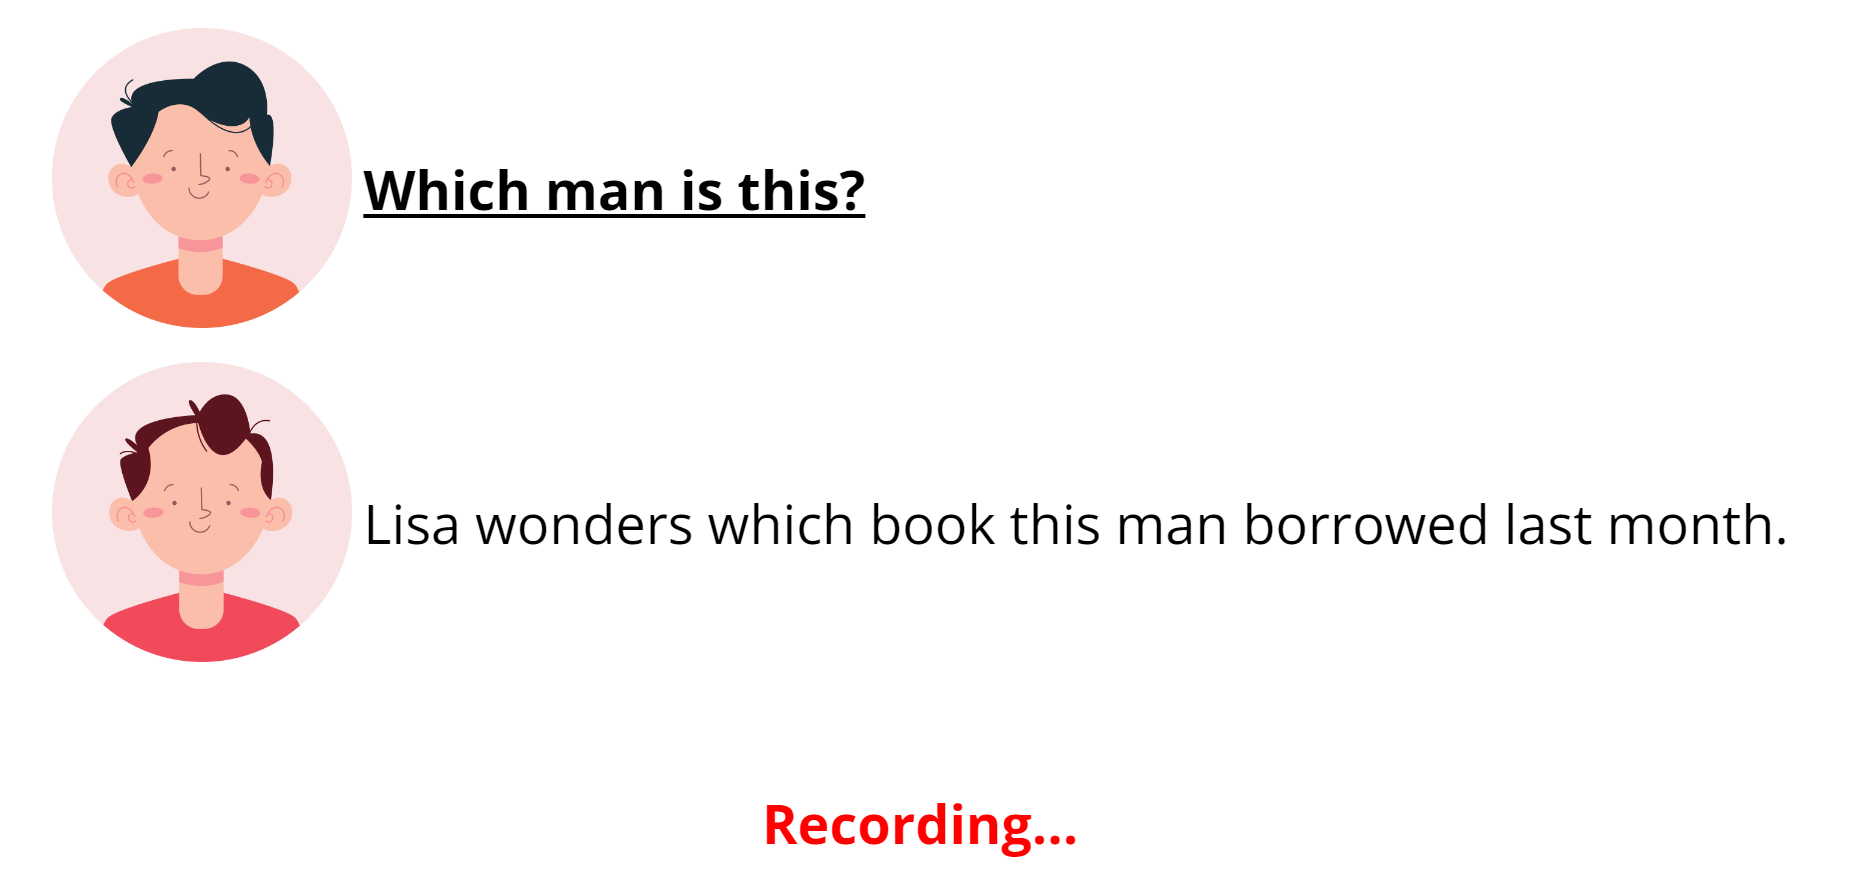 Which man is this?
Lisa wonders which book this man borrowed last month.
Recording...